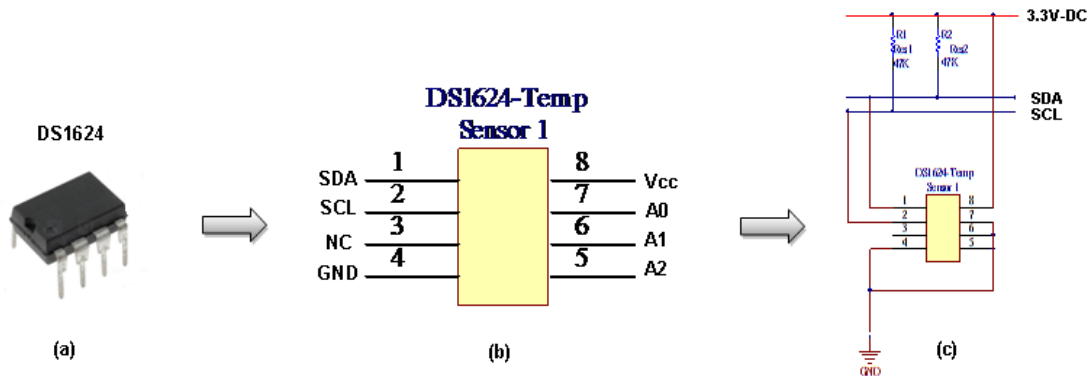 DS1624
(a)
DS1624-Temp
Sensor 1
1
SDA
2
SCL
3
NC
4
GND
8
Vcc
7
A0
6
A1
5
A2
(b)
3.3V-DC
R1
Res1
47K
R2
Res2
47K
SDA
SCL
DS1624-Temp
Sensor 1
1
2
3
4
8
7
6
5
GND
(c)